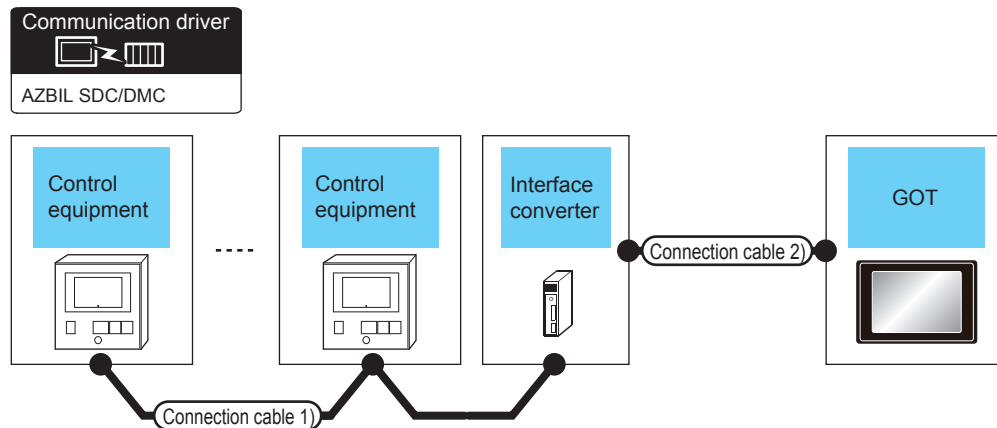 Communication driver
AZBIL SDC/DMC
Control
equipment
Control
equipment
Interface
converter
GOT
Connection cable 2)
Connection cable 1)